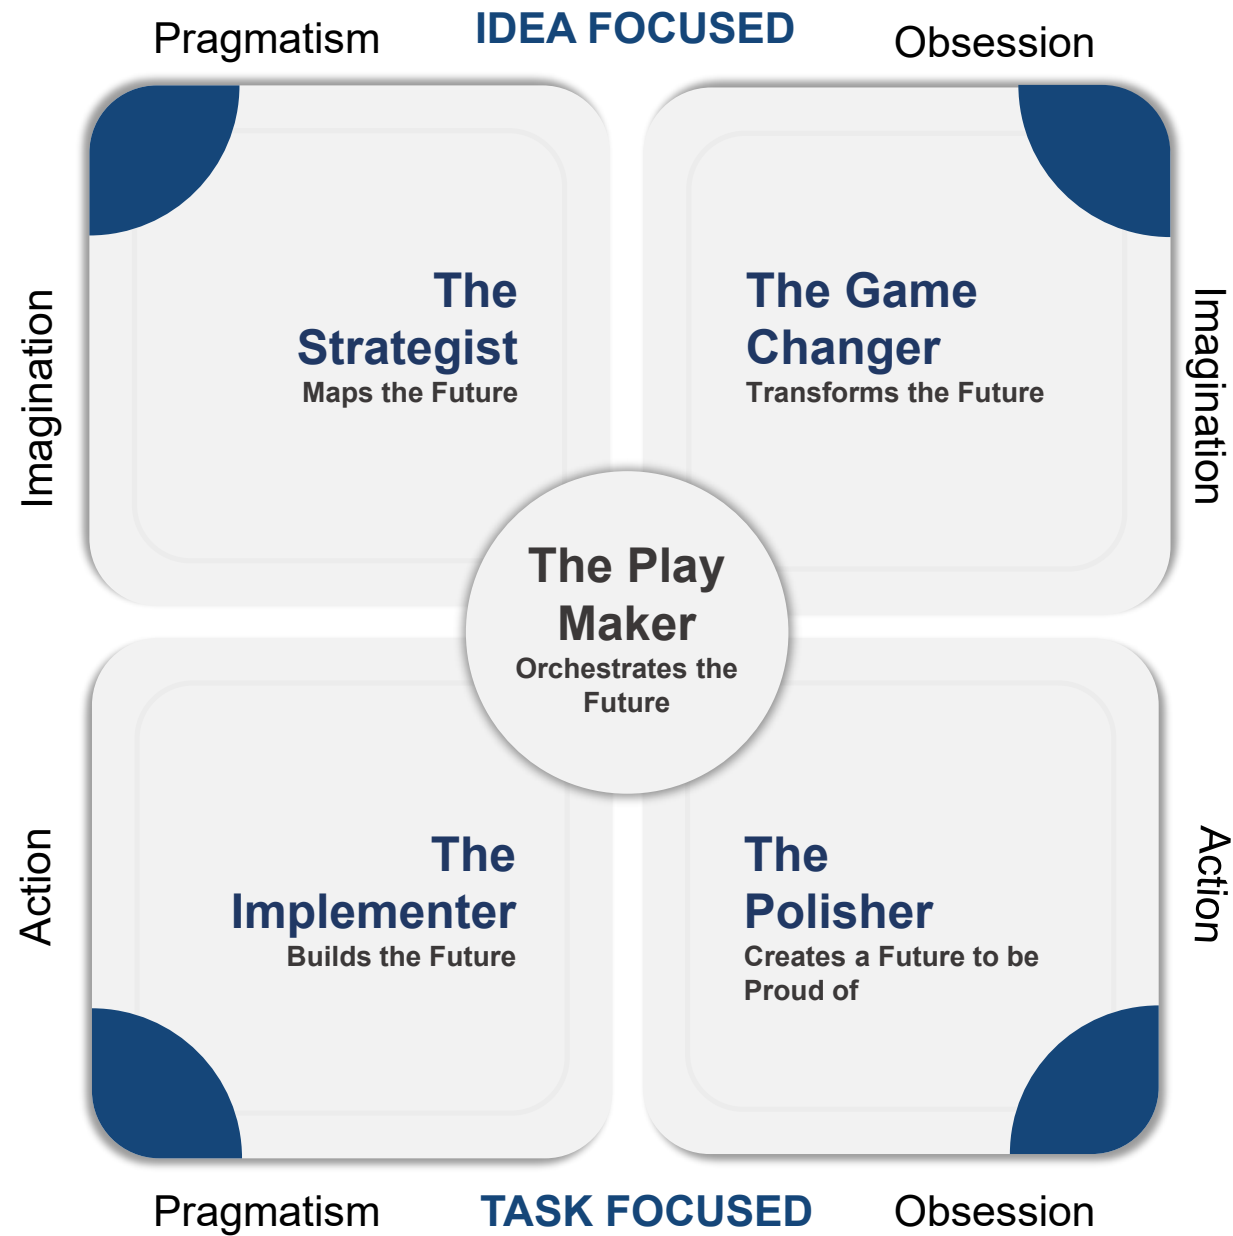 Pragmatism
IDEA FOCUSED
Obsession
Imagination
The
Strategist
Maps the Future
The Game
Changer
Transforms the Future
Imagination
The Play
Maker
Orchestrates the
Future
Action
The
Implementer
Builds the Future
The
Polisher
Creates a Future to be
Proud of
Action
Pragmatism
TASK FOCUSED
Obsession